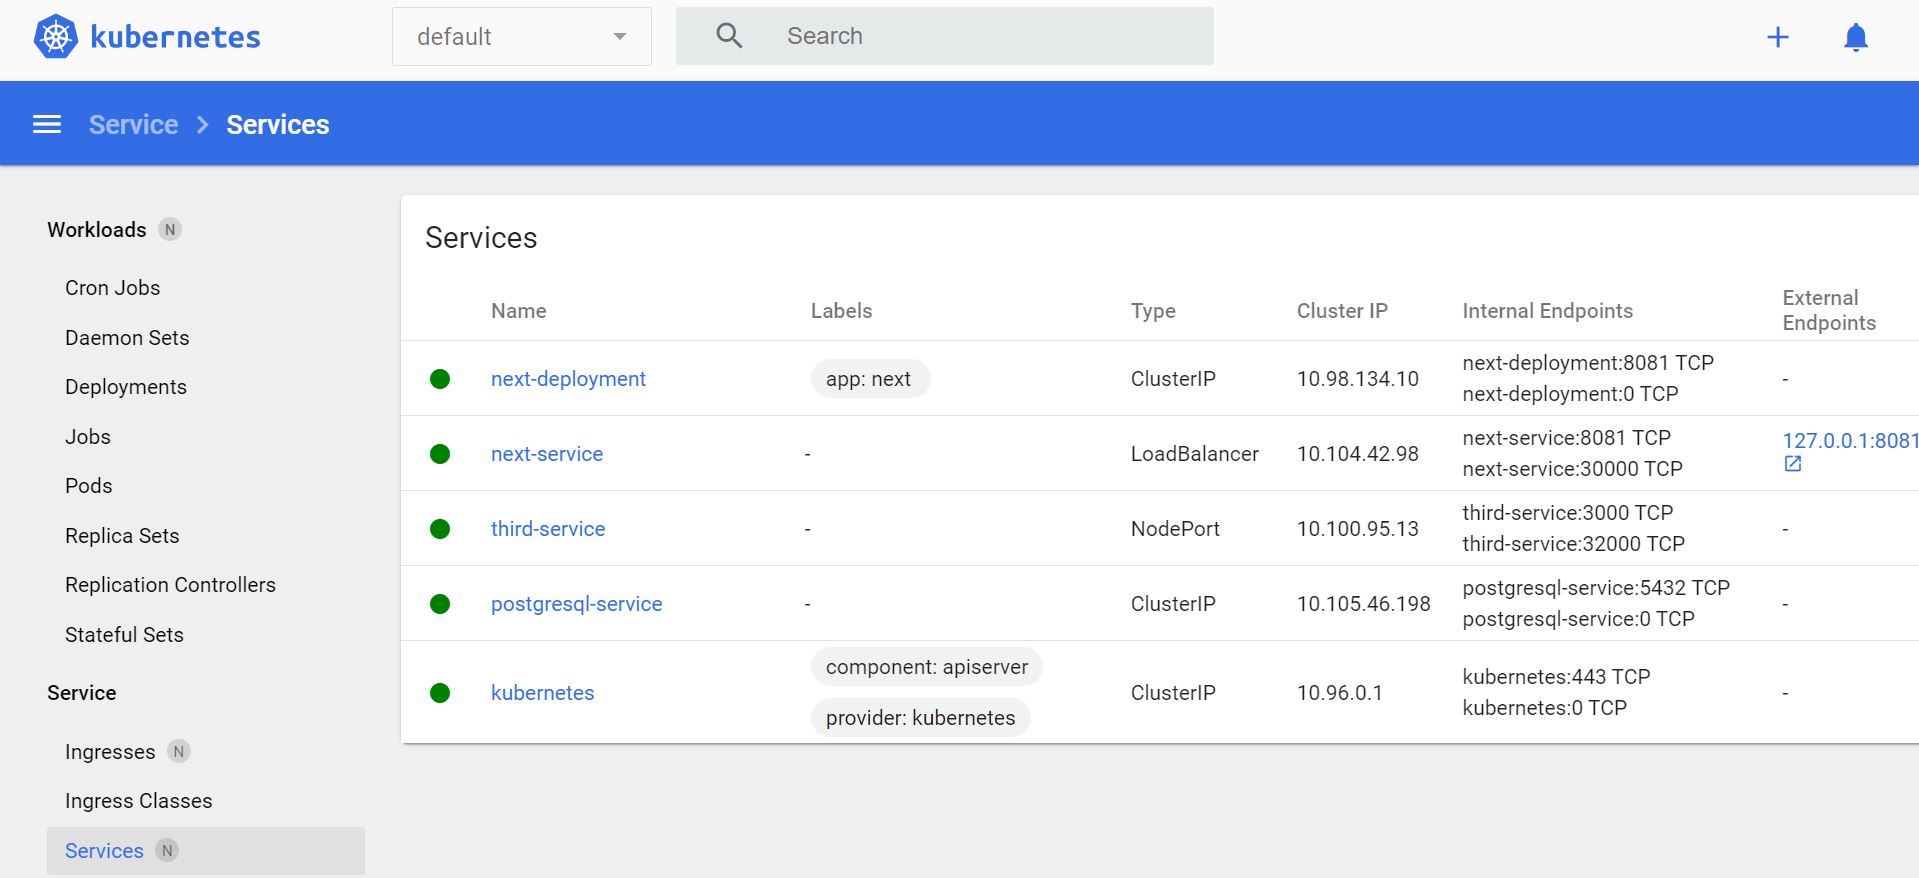 kubernetes
default
Search
Service
Services
Workloads N
Cron Jobs
Daemon Sets
Deployments
Jobs
Pods
Replica Sets
Replication Controllers
Stateful Sets
Service
Ingresses N
Ingress Classes
Services N
Services
Name Labels Type Cluster IP Internal Endpoints External Endpoints
next-deployment app: next ClusterIP 10.98.134.10 next-deployment:8081 TCP -
next-deployment:0 TCP
next-service - LoadBalancer 10.104.42.98 next-service:8081 TCP 127.0.0.1:8081
next-service:30000 TCP
third-service - NodePort 10.100.95.13 third-service:3000 TCP -
third-service:32000 TCP
postgresql-service - ClusterIP 10.105.46.198 postgresql-service:5432 TCP -
postgresql-service:0 TCP
kubernetes component: apiserver ClusterIP 10.96.0.1 kubernetes:443 TCP -
provider: kubernetes kubernetes:0 TCP